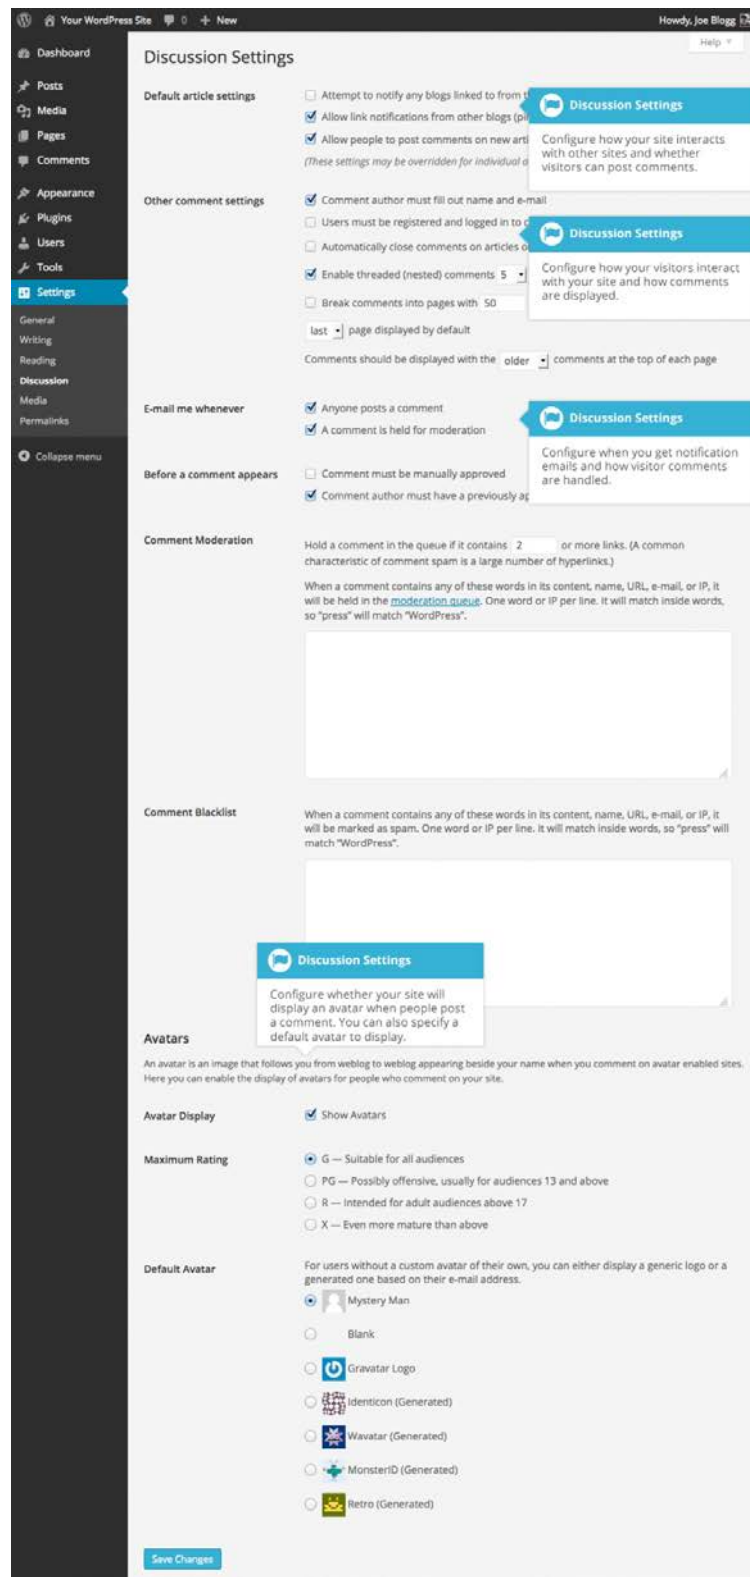 Your WordPress Site 0 + New Howdy, Joe Blogg
Help
Dashboard
Posts
Media
Pages
Comments
Appearance
Plugins
Users
Tools
Settings
General
Writing
Reading
Discussion
Media
Permalinks
Collapse menu
Discussion Settings
Default article settings
Attempt to notify any blogs linked to from
Allow link notifications from other blogs
Allow people to post comments on new
(These settings may be overridden for individual
Discussion Settings
Configure how your site interacts
with other sites and whether
visitors can post comments.
Other comment settings
Comment author must fill out name and e-mail
Users must be registered and logged in to
Automatically close comments on articles
Enable threaded (nested) comments 5
Break comments into pages with 50
last page displayed by default
Comments should be displayed with the older comments at the top of each page
Discussion Settings
Configure how your visitors interact
with your site and how comments
are displayed.
E-mail me whenever
Anyone posts a comment
A comment is held for moderation
Discussion Settings
Configure when you get notification
emails and how visitor comments
are handled.
Before a comment appears
Comment must be manually approved
Comment author must have a previously
Comment Moderation
Hold a comment in the queue if it contains 2 or more links. (A common
characteristic of comment spam is a large number of hyperlinks.)
When a comment contains any of these words in its content, name, URL, e-mail, or IP, it
will be held in the moderation queue. One word or IP per line. It will match inside words,
so "press" will match "WordPress".
Comment Blacklist
When a comment contains any of these words in its content, name, URL, e-mail, or IP, it
will be marked as spam. One word or IP per line. It will match inside words, so "press" will
match "WordPress".
Discussion Settings
Configure whether your site will
display an avatar when people post
a comment. You can also specify a
default avatar to display.
Avatars
An avatar is an image that follows you from weblog to weblog appearing beside your name when you comment on avatar enabled sites.
Here you can enable the display of avatars for people who comment on your site.
Avatar Display
Show Avatars
Maximum Rating
G — Suitable for all audiences
PG — Possibly offensive, usually for audiences 13 and above
R — Intended for adult audiences above 17
X — Even more mature than above
Default Avatar
For users without a custom avatar of their own, you can either display a generic logo or a
generated one based on their e-mail address.
Mystery Man
Blank
Gravatar Logo
Identicon (Generated)
Wavatar (Generated)
MonsterID (Generated)
Retro (Generated)
Save Changes